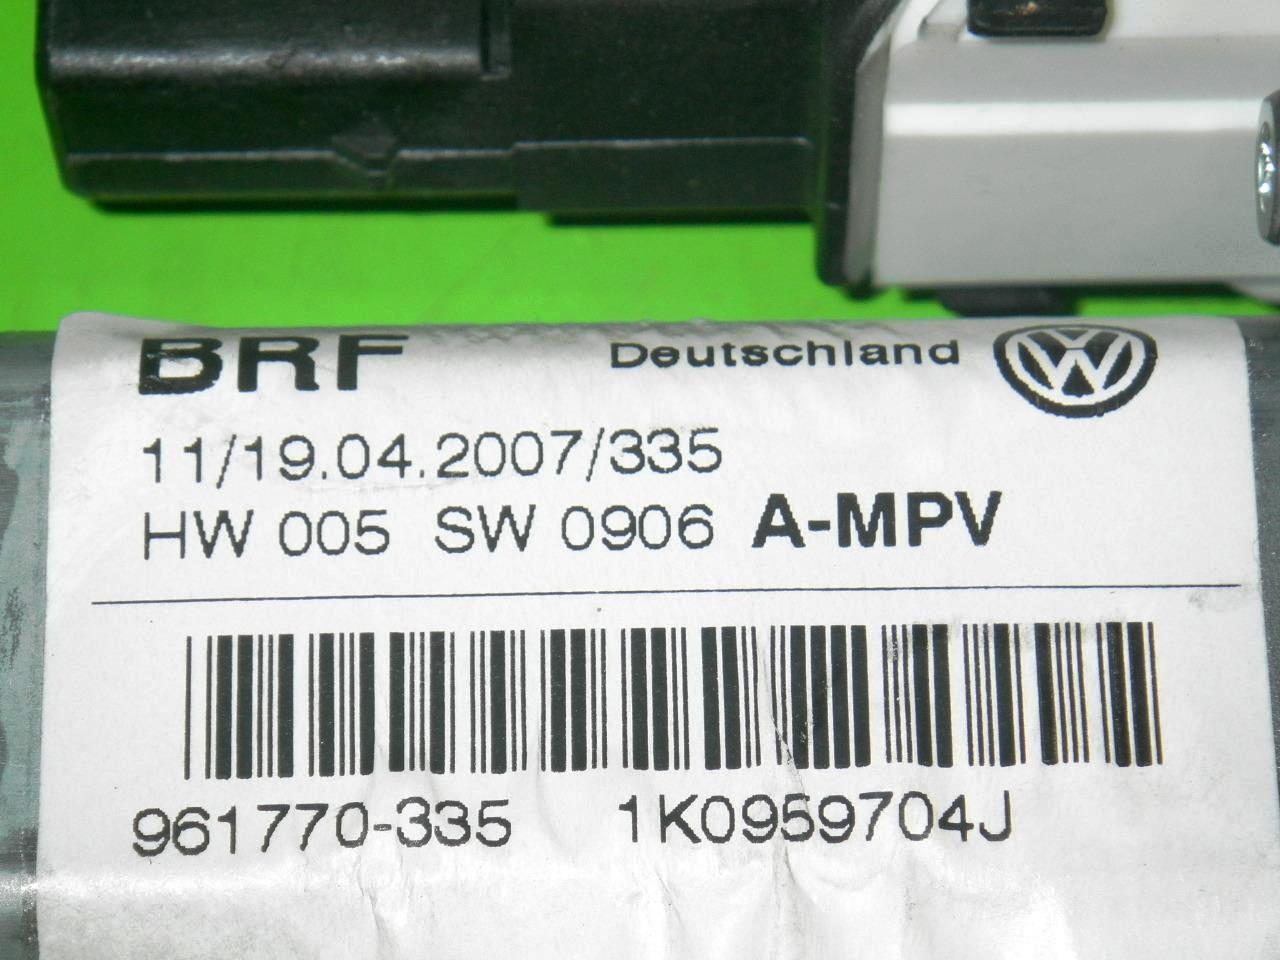 BRF Deutschland
11/19.04.2007/335
HW 005 SW 0906 A-MPV
961770-335 1K0959704J